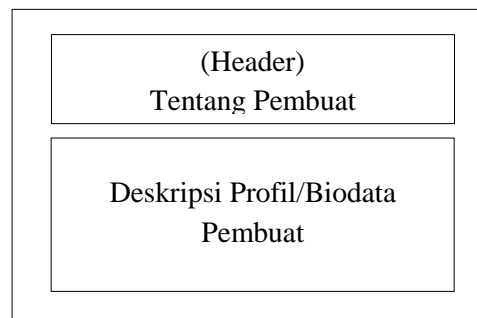 (Header)
Tentang Pembuat
Deskripsi Profil/Biodata
Pembuat